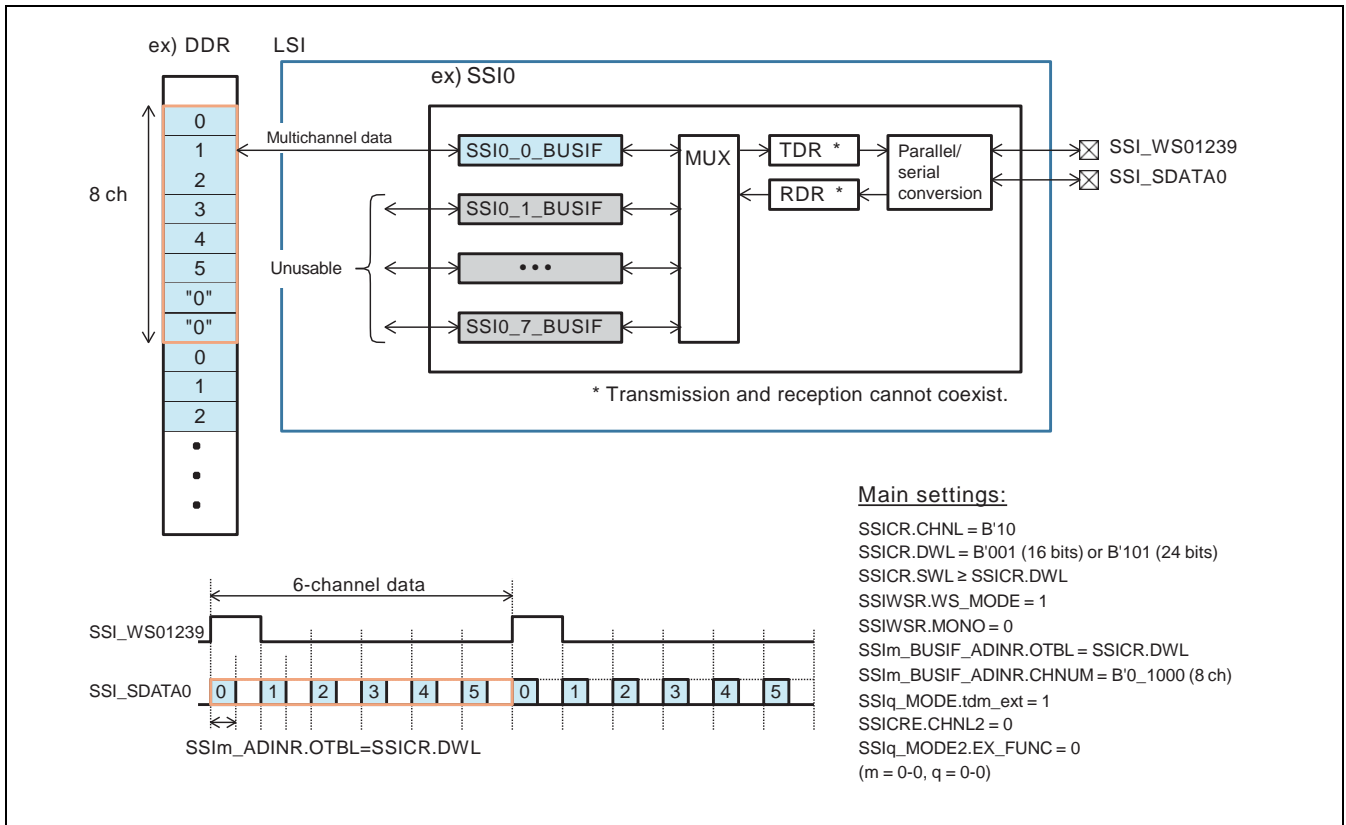 ex) DDR
LSI
ex) SSI0
8 ch
0
1
2
3
4
5
"0"
"0"
0
1
2
•
•
•
Multichannel data
Unusable
SSI0_0_BUSIF
SSI0_1_BUSIF
• • •
SSI0_7_BUSIF
MUX
TDR *
RDR *
Parallel/
serial
conversion
SSI_WS01239
SSI_SDATA0
* Transmission and reception cannot coexist.
6-channel data
SSI_WS01239
SSI_SDATA0
0 1 2 3 4 5 0 1 2 3 4 5
SSIm_ADINR.OTBL=SSICR.DWL
Main settings:
SSICR.CHNL = B'10
SSICR.DWL = B'001 (16 bits) or B'101 (24 bits)
SSICR.SWL ≥ SSICR.DWL
SSIWSR.WS_MODE = 1
SSIWSR.MONO = 0
SSIm_BUSIF_ADINR.OTBL = SSICR.DWL
SSIm_BUSIF_ADINR.CHNUM = B'0_1000 (8 ch)
SSIq_MODE.tdm_ext = 1
SSICRE.CHNL2 = 0
SSIq_MODE2.EX_FUNC = 0
(m = 0-0, q = 0-0)